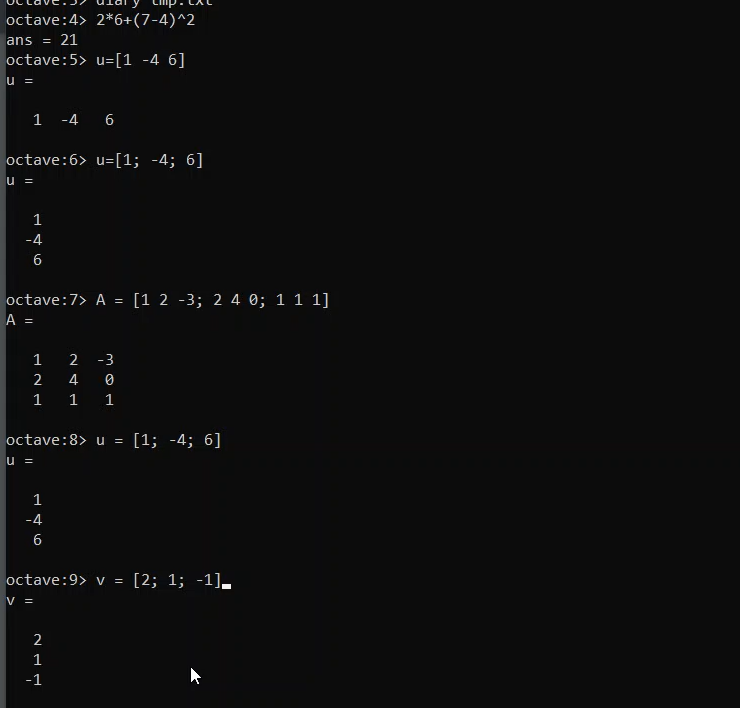 octave:3> diary tmp.txt
octave:4> 2*6+(7-4)^2
ans = 21
octave:5> u=[1 -4 6]
u =
1 -4 6
octave:6> u=[1; -4; 6]
u =
1
-4
6
octave:7> A = [1 2 -3; 2 4 0; 1 1 1]
A =
1 2 -3
2 4 0
1 1 1
octave:8> u = [1; -4; 6]
u =
1
-4
6
octave:9> v = [2; 1; -1]
v =
2
1
-1